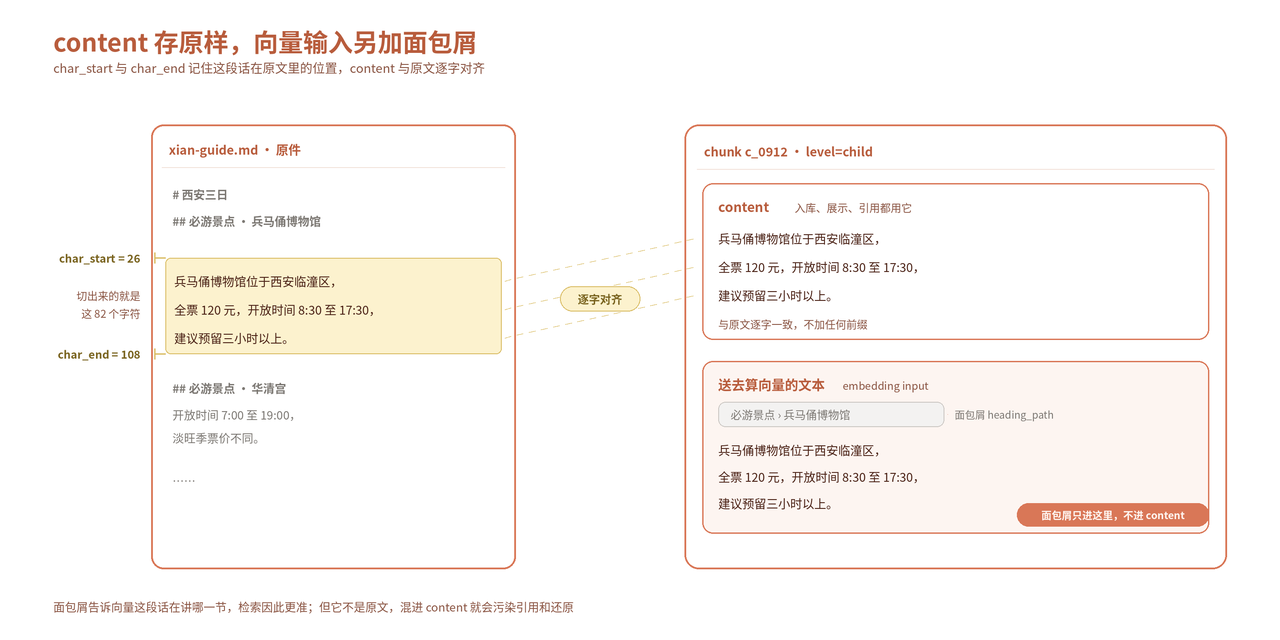 content 存原样，向量输入另加面包屑
char_start 与 char_end 记住这段话在原文里的位置，content 与原文逐字对齐
xian-guide.md · 原件
# 西安三日
## 必游景点 · 兵马俑博物馆
char_start = 26
兵马俑博物馆位于西安临潼区，
切出来的就是
全票 120 元，开放时间 8:30 至 17:30，
这 82 个字符
建议预留三小时以上。
char_end = 108
## 必游景点 · 华清宫
开放时间 7:00 至 19:00，
淡旺季票价不同。
……
逐字对齐
chunk c_0912 · level=child
content 入库、展示、引用都用它
兵马俑博物馆位于西安临潼区，
全票 120 元，开放时间 8:30 至 17:30，
建议预留三小时以上。
与原文逐字一致，不加任何前缀
送去算向量的文本 embedding input
必游景点 › 兵马俑博物馆 面包屑 heading_path
兵马俑博物馆位于西安临潼区，
全票 120 元，开放时间 8:30 至 17:30，
建议预留三小时以上。
面包屑只进这里，不进 content
面包屑告诉向量这段话在讲哪一节，检索因此更准；但它不是原文，混进 content 就会污染引用和还原